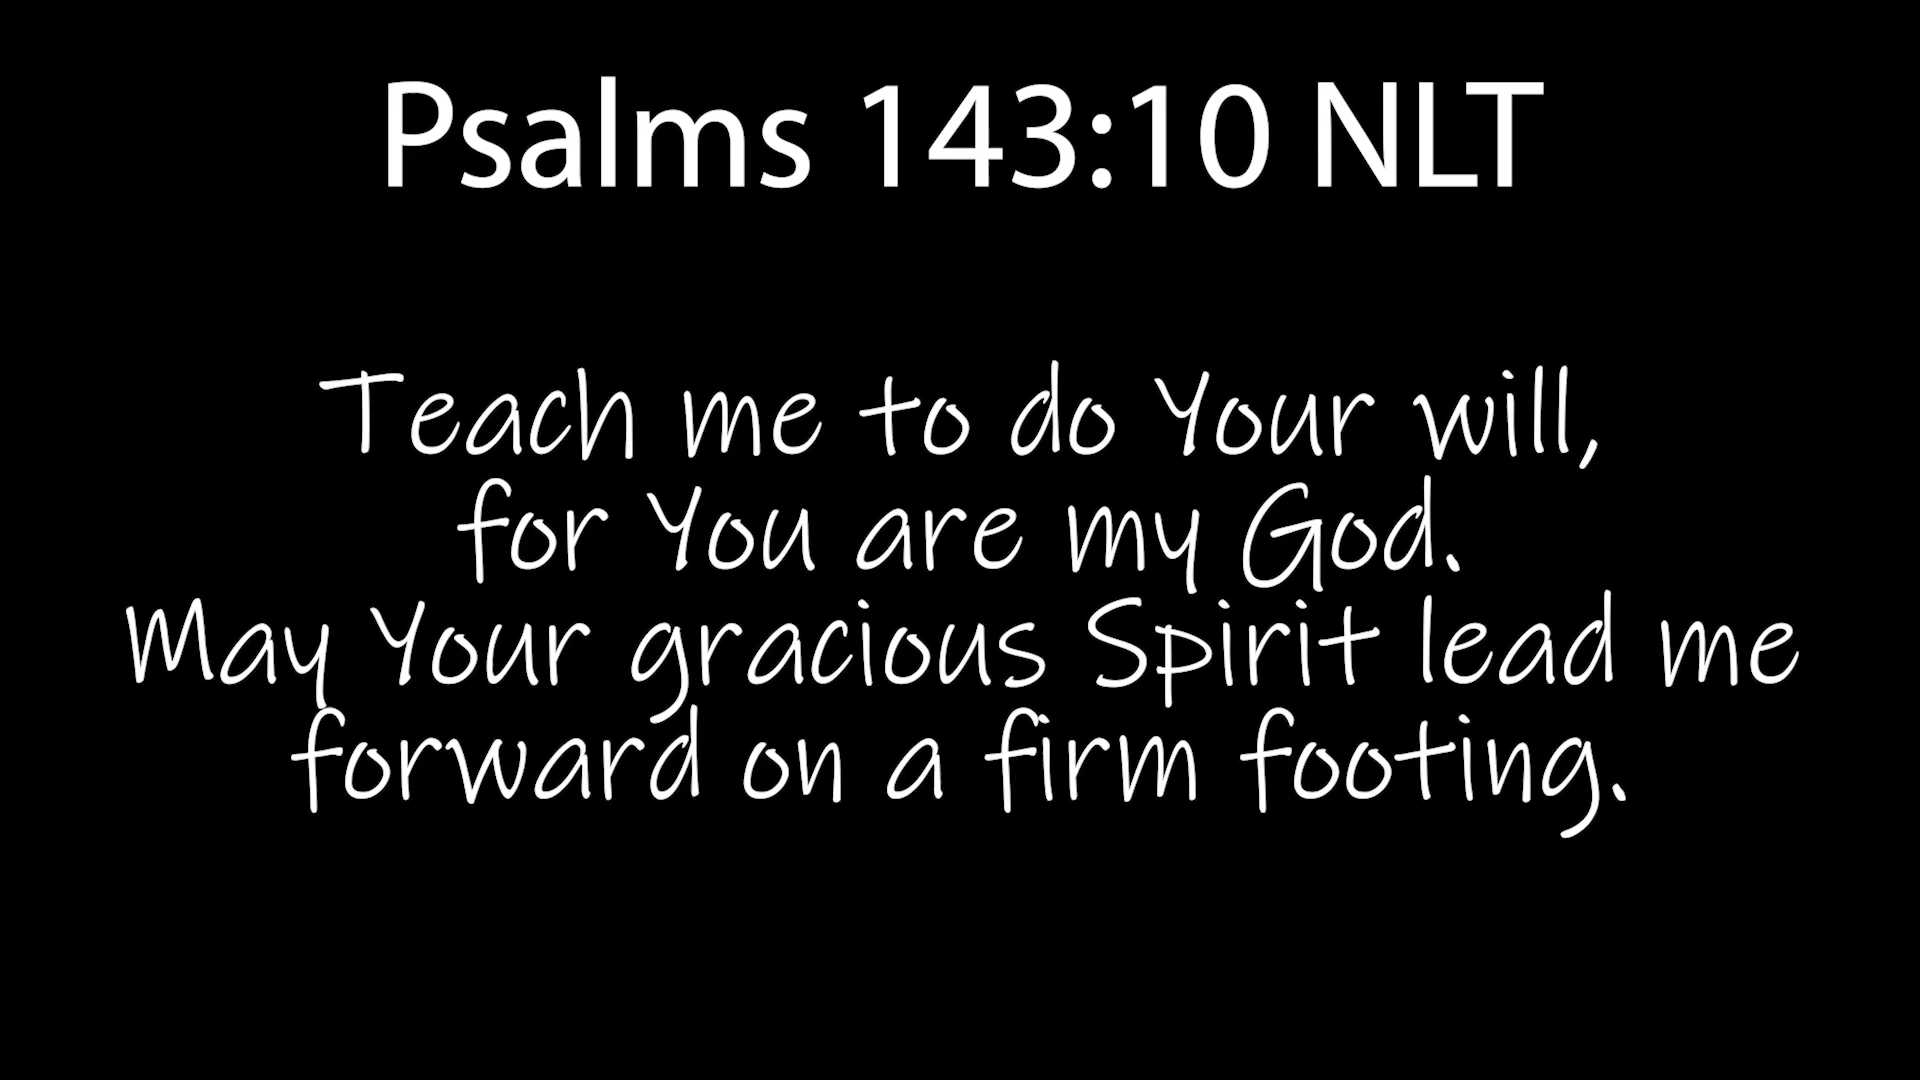 Psalms 143:10 NLT
Teach me to do Your will,
for You are my God.
May Your gracious Spirit lead me
forward on a firm footing.